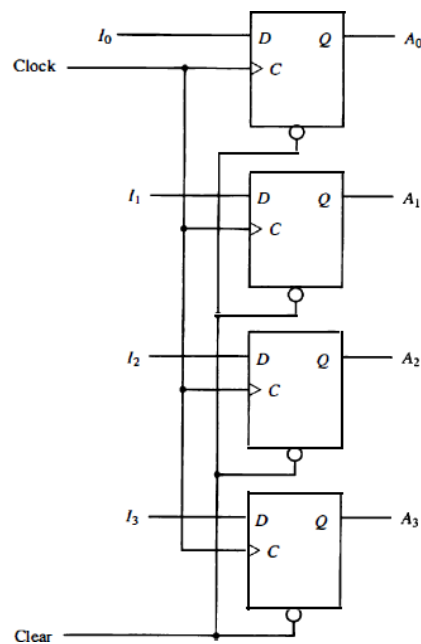 I₀ D Q A₀
Clock C
I₁ D Q A₁
C
I₂ D Q A₂
C
I₃ D Q A₃
C
Clear